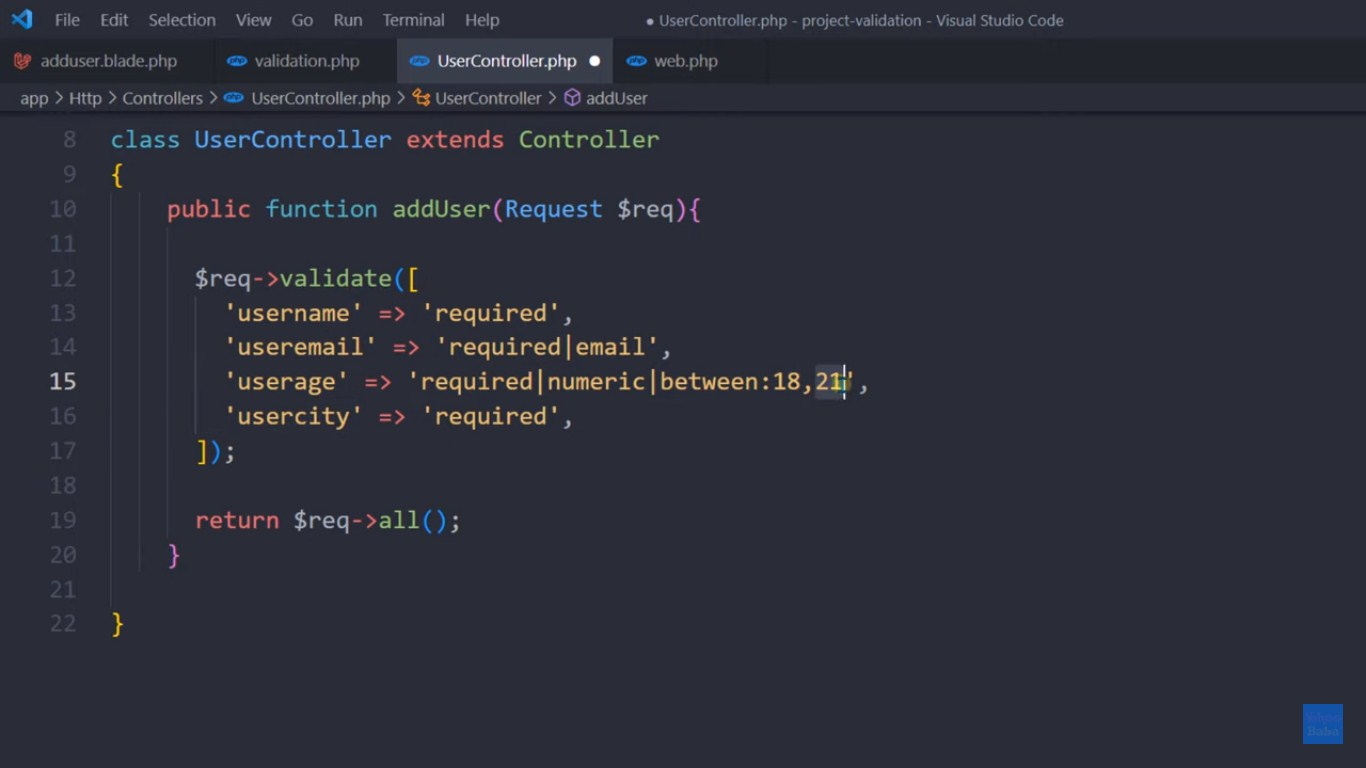 File Edit Selection View Go Run Terminal Help
● UserController.php - project-validation - Visual Studio Code
adduser.blade.php validation.php UserController.php web.php
app > Http > Controllers > UserController.php > UserController > addUser
8 class UserController extends Controller
9 {
10 public function addUser(Request $req){
11
12 $req->validate([
13 'username' => 'required',
14 'useremail' => 'required|email',
15 'userage' => 'required|numeric|between:18,21',
16 'usercity' => 'required',
17 ]);
18
19 return $req->all();
20 }
21
22 }
Baba